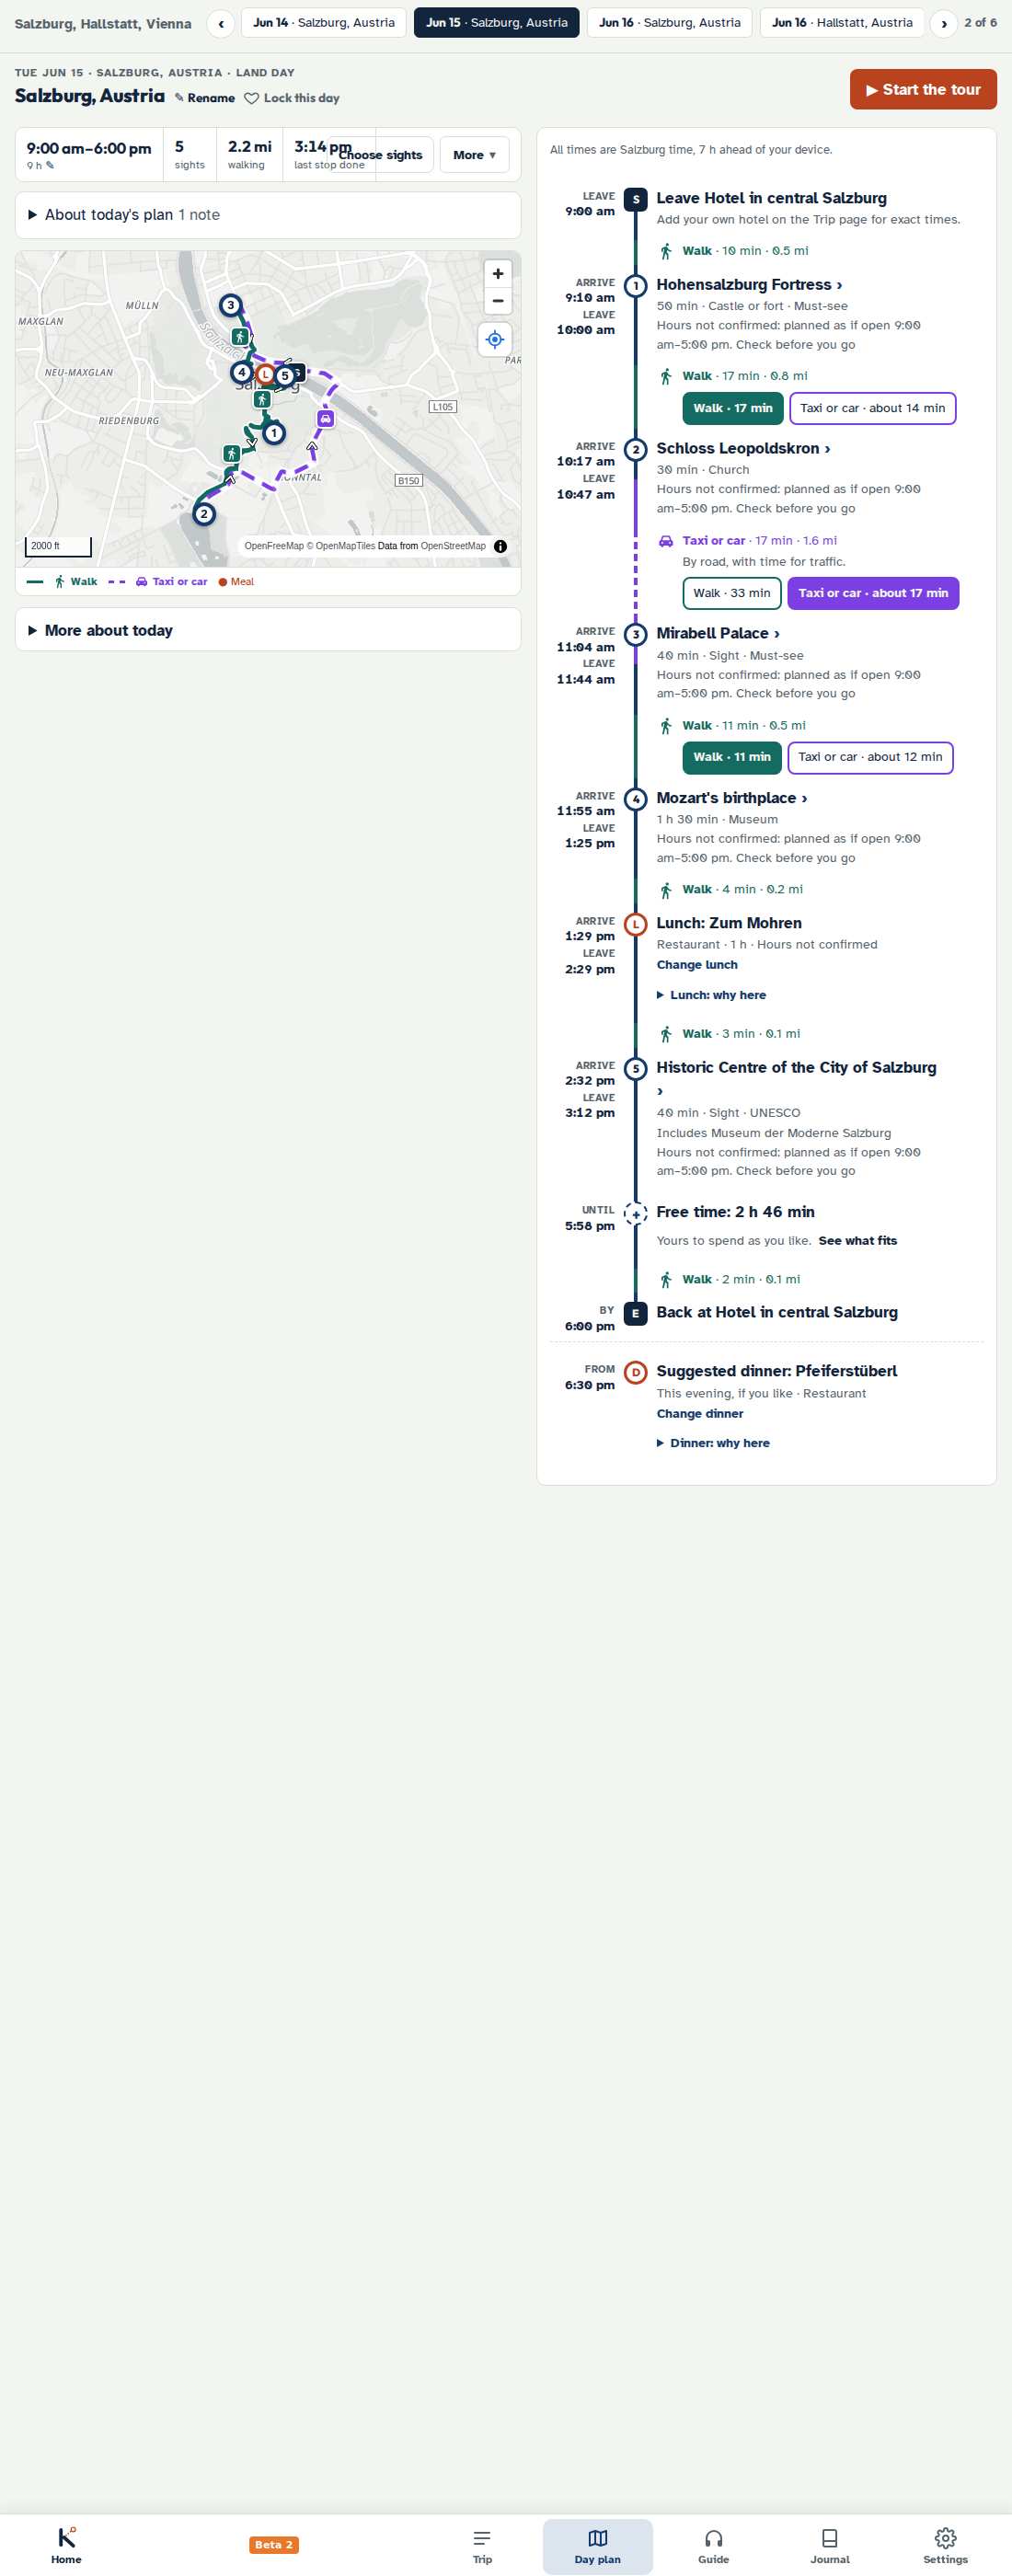 Salzburg, Hallstatt, Vienna
‹
Jun 14 · Salzburg, Austria
Jun 15 · Salzburg, Austria
Jun 16 · Salzburg, Austria
Jun 16 · Hallstatt, Austria
›
2 of 6
TUE JUN 15 · SALZBURG, AUSTRIA · LAND DAY
Salzburg, Austria ✎ Rename Lock this day
▶ Start the tour
9:00 am–6:00 pm
9 h ✎
5
sights
2.2 mi
walking
3:14 pm
last stop done
Choose sights
More ▾
▶ About today's plan 1 note
MÜLLN
MAXGLAN
NEU-MAXGLAN
RIEDENBURG
Salzach
L105
B150
3
4
L
5
S
1
2
+
−
2000 ft
OpenFreeMap © OpenMapTiles Data from OpenStreetMap
Walk
Taxi or car
Meal
▶ More about today
All times are Salzburg time, 7 h ahead of your device.
LEAVE
9:00 am
S
Leave Hotel in central Salzburg
Add your own hotel on the Trip page for exact times.
Walk · 10 min · 0.5 mi
ARRIVE
9:10 am
LEAVE
10:00 am
1
Hohensalzburg Fortress ›
50 min · Castle or fort · Must-see
Hours not confirmed: planned as if open 9:00
am–5:00 pm. Check before you go
Walk · 17 min · 0.8 mi
Walk · 17 min
Taxi or car · about 14 min
ARRIVE
10:17 am
LEAVE
10:47 am
2
Schloss Leopoldskron ›
30 min · Church
Hours not confirmed: planned as if open 9:00
am–5:00 pm. Check before you go
Taxi or car · 17 min · 1.6 mi
By road, with time for traffic.
Walk · 33 min
Taxi or car · about 17 min
ARRIVE
11:04 am
LEAVE
11:44 am
3
Mirabell Palace ›
40 min · Sight · Must-see
Hours not confirmed: planned as if open 9:00
am–5:00 pm. Check before you go
Walk · 11 min · 0.5 mi
Walk · 11 min
Taxi or car · about 12 min
ARRIVE
11:55 am
LEAVE
1:25 pm
4
Mozart's birthplace ›
1 h 30 min · Museum
Hours not confirmed: planned as if open 9:00
am–5:00 pm. Check before you go
Walk · 4 min · 0.2 mi
ARRIVE
1:29 pm
LEAVE
2:29 pm
L
Lunch: Zum Mohren
Restaurant · 1 h · Hours not confirmed
Change lunch
▶ Lunch: why here
Walk · 3 min · 0.1 mi
ARRIVE
2:32 pm
LEAVE
3:12 pm
5
Historic Centre of the City of Salzburg
›
40 min · Sight · UNESCO
Includes Museum der Moderne Salzburg
Hours not confirmed: planned as if open 9:00
am–5:00 pm. Check before you go
UNTIL
5:58 pm
+
Free time: 2 h 46 min
Yours to spend as you like. See what fits
Walk · 2 min · 0.1 mi
BY
6:00 pm
E
Back at Hotel in central Salzburg
FROM
6:30 pm
D
Suggested dinner: Pfeiferstüberl
This evening, if you like · Restaurant
Change dinner
▶ Dinner: why here
Home
Beta 2
Trip
Day plan
Guide
Journal
Settings